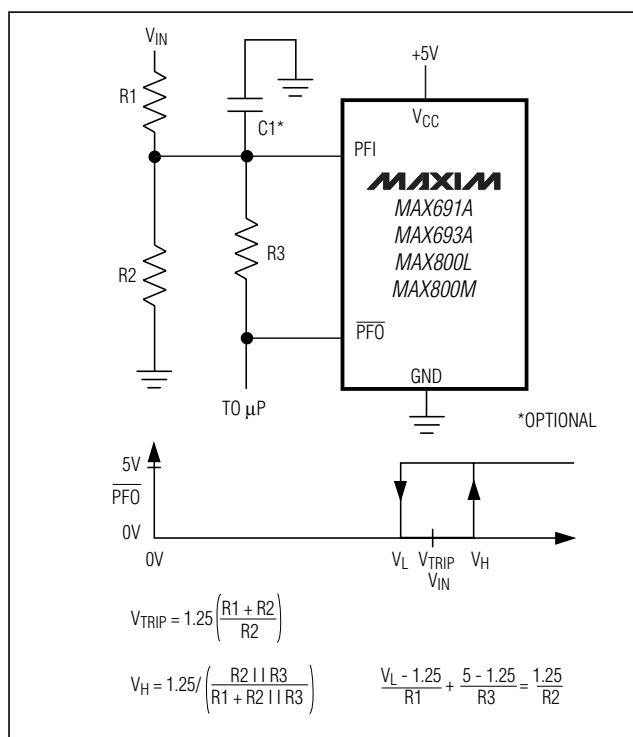 VIN
R1
+5V
VCC
C1*
PFI
MAXIM
MAX691A
MAX693A
MAX800L
MAX800M
R2
R3
PFO
GND
TO μP
*OPTIONAL
5V
PFO
0V
0V
VL
VTRIP
VH
VIN
VTRIP = 1.25 (R1 + R2 / R2)
VH = 1.25/ (R2 I I R3 / R1 + R2 I I R3)
VL - 1.25 / R1 + 5 - 1.25 / R3 = 1.25 / R2